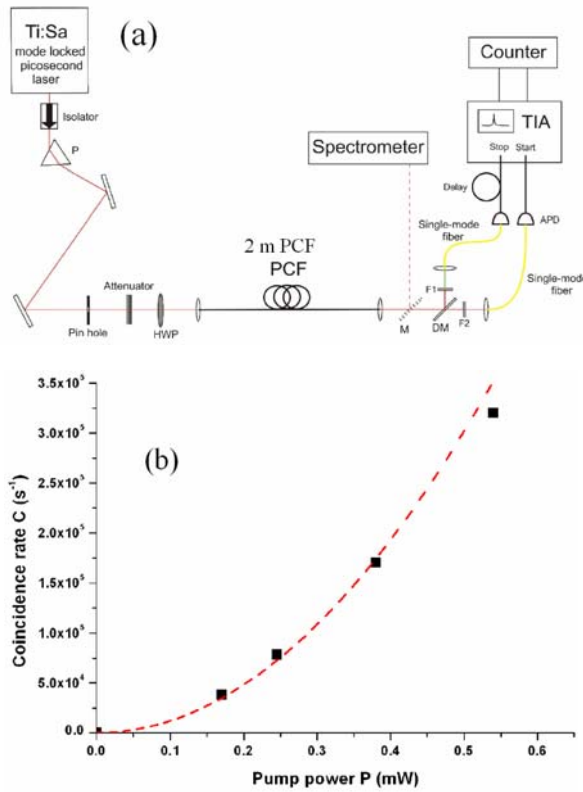 (a)
Ti:Sa
mode locked
picosecond
laser
Isolator
P
Counter
TIA
Stop Start
Spectrometer
Delay
APD
Single-mode
fiber
Single-mode
fiber
2 m PCF
PCF
Attenuator
Pin hole
HWP
M
F1
DM
F2
(b)
Coincidence rate C (s⁻¹)
3.5x10⁵
3.0x10⁵
2.5x10⁵
2.0x10⁵
1.5x10⁵
1.0x10⁵
5.0x10⁴
0.0
0.0 0.1 0.2 0.3 0.4 0.5 0.6
Pump power P (mW)